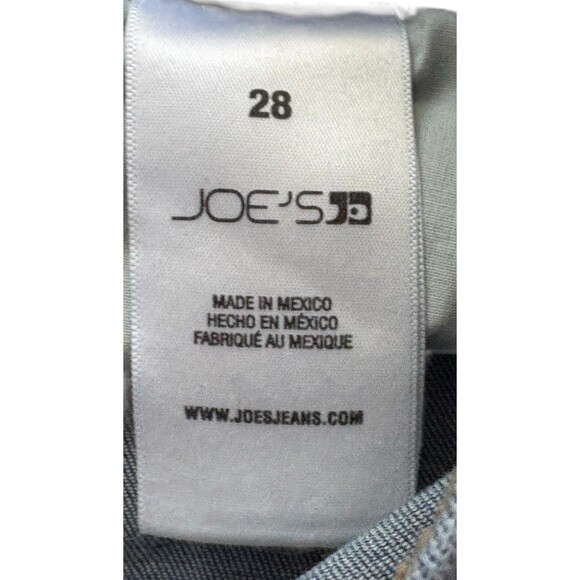 28
JOE'S
MADE IN MEXICO
HECHO EN MÉXICO
FABRIQUÉ AU MEXIQUE
WWW.JOESJEANS.COM